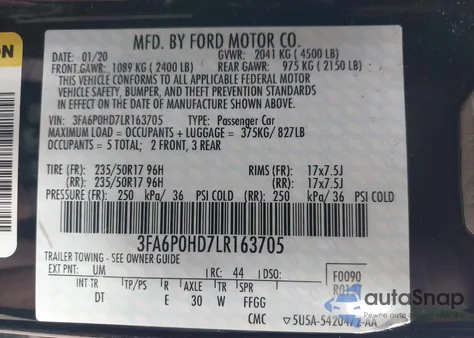 ON
MFD. BY FORD MOTOR CO.
DATE: 01/20 GVWR: 2041 KG (4500 LB)
FRONT GAWR: 1089 KG (2400 LB) REAR GAWR: 975 KG (2150 LB)
THIS VEHICLE CONFORMS TO ALL APPLICABLE FEDERAL MOTOR
VEHICLE SAFETY, BUMPER, AND THEFT PREVENTION STANDARDS
IN EFFECT ON THE DATE OF MANUFACTURE SHOWN ABOVE.
VIN: 3FA6P0HD7LR163705 TYPE: Passenger Car
MAXIMUM LOAD = OCCUPANTS + LUGGAGE = 375KG/ 827LB
OCCUPANTS = 5 TOTAL; 2 FRONT, 3 REAR
TIRE (FR): 235/50R17 96H RIMS (FR): 17x7.5J
(RR): 235/50R17 96H (RR): 17x7.5J
PRESSURE (FR): 250 kPa/ 36 PSI COLD (RR): 250 kPa/ 36 PSI COLD
3FA6P0HD7LR163705
TRAILER TOWING - SEE OWNER GUIDE
EXT PNT: UM RC: 44 DSO: F0090
INT TR TP/PS R AXLE TR SPR
DT E 30 W FFGG
autoSnap
CMC